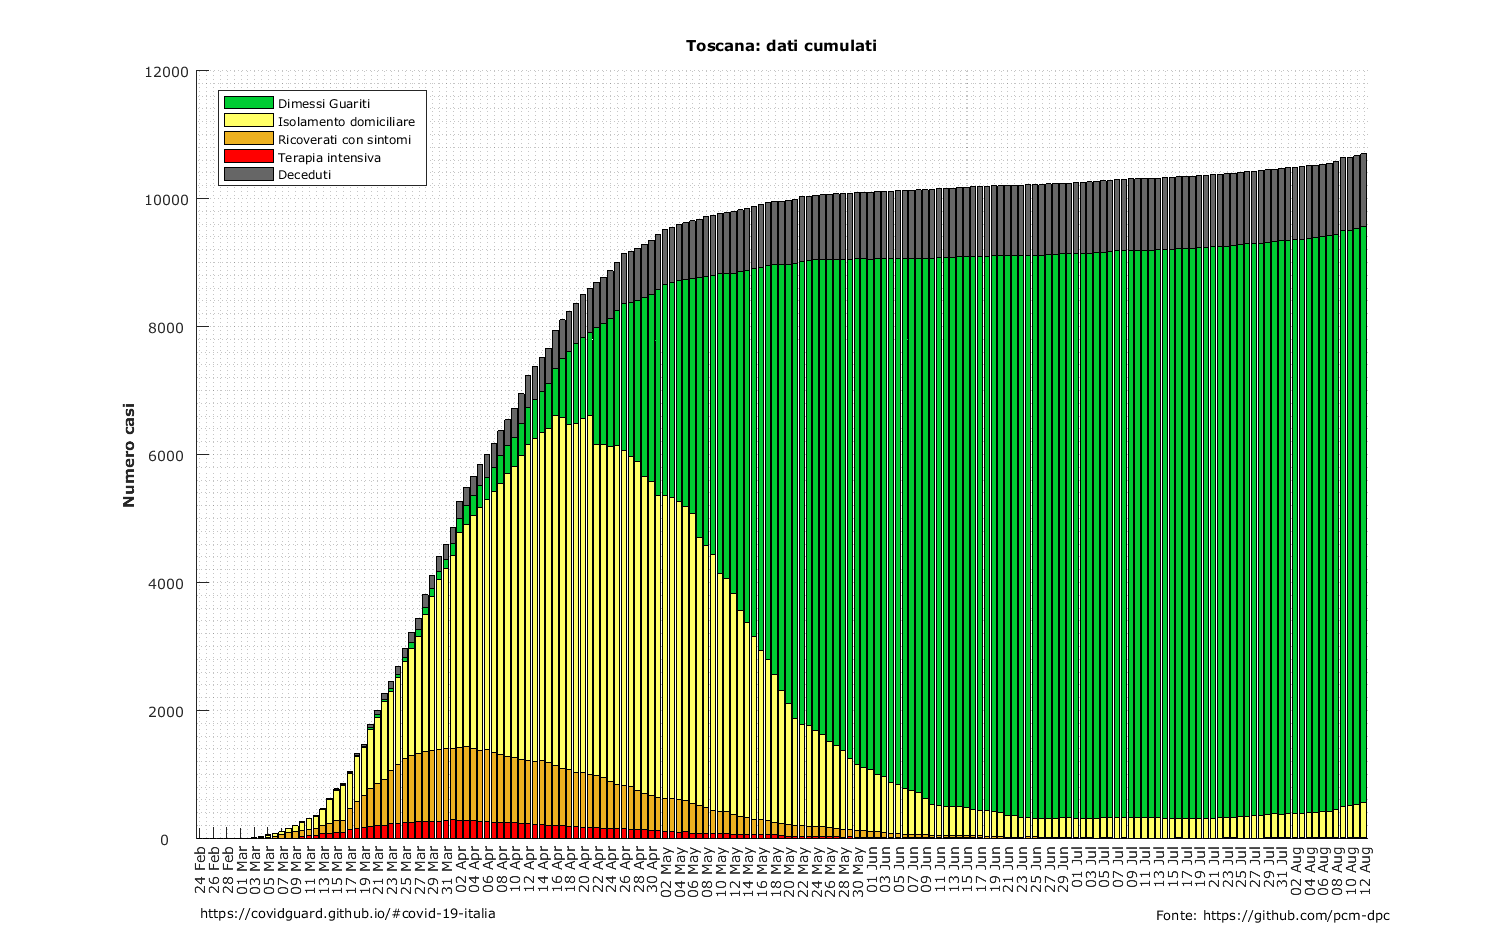 Toscana: dati cumulati
12000
10000
8000
6000
4000
2000
0
Numero casi
Dimessi Guariti
Isolamento domiciliare
Ricoverati con sintomi
Terapia intensiva
Deceduti
24 Feb
26 Feb
28 Feb
01 Mar
03 Mar
05 Mar
07 Mar
09 Mar
11 Mar
13 Mar
15 Mar
17 Mar
19 Mar
21 Mar
23 Mar
25 Mar
27 Mar
29 Mar
31 Mar
02 Apr
04 Apr
06 Apr
08 Apr
10 Apr
12 Apr
14 Apr
16 Apr
18 Apr
20 Apr
22 Apr
24 Apr
26 Apr
28 Apr
30 Apr
02 May
04 May
06 May
08 May
10 May
12 May
14 May
16 May
18 May
20 May
22 May
24 May
26 May
28 May
30 May
01 Jun
03 Jun
05 Jun
07 Jun
09 Jun
11 Jun
13 Jun
15 Jun
17 Jun
19 Jun
21 Jun
23 Jun
25 Jun
27 Jun
29 Jun
01 Jul
03 Jul
05 Jul
07 Jul
09 Jul
11 Jul
13 Jul
15 Jul
17 Jul
19 Jul
21 Jul
23 Jul
25 Jul
27 Jul
29 Jul
31 Jul
02 Aug
04 Aug
06 Aug
08 Aug
10 Aug
12 Aug
https://covidguard.github.io/#covid-19-italia
Fonte: https://github.com/pcm-dpc